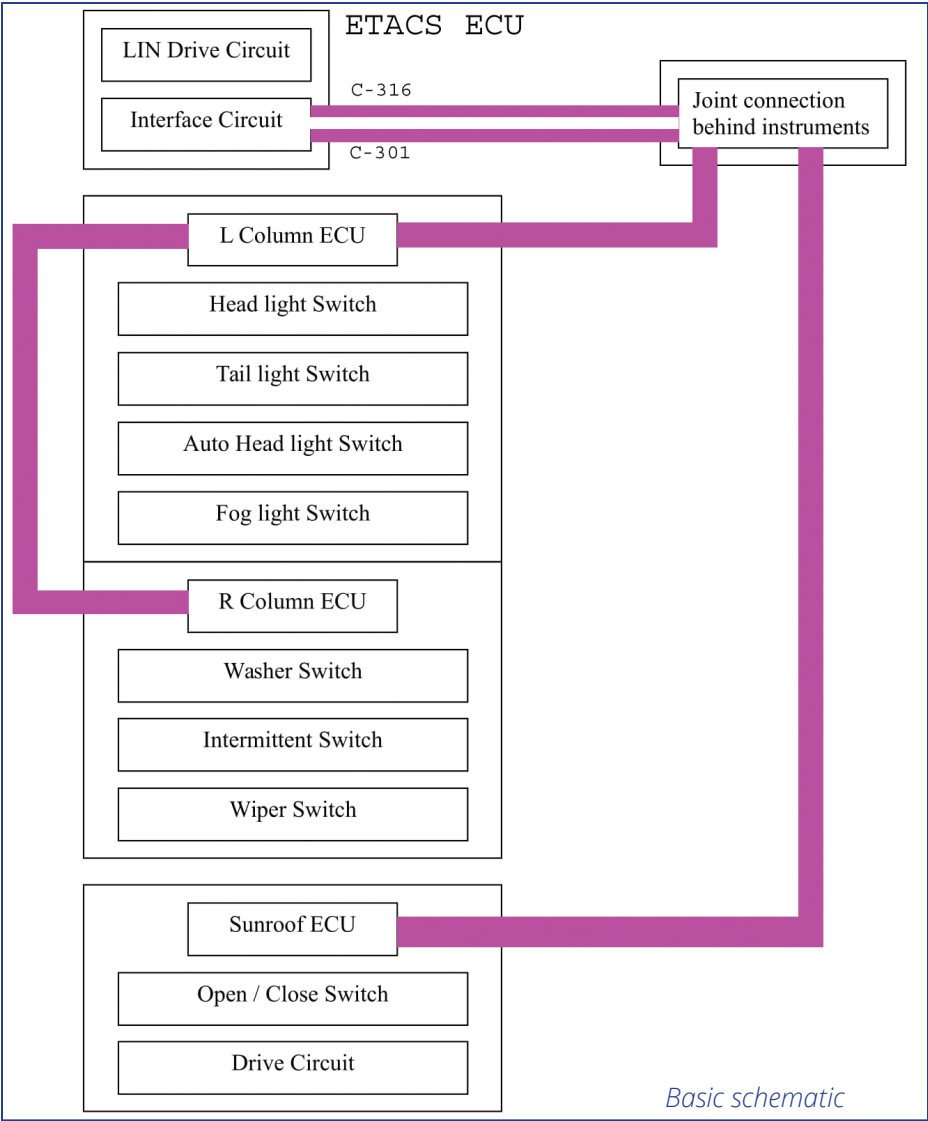 ETACS ECU
LIN Drive Circuit
Interface Circuit
C-316
C-301
Joint connection
behind instruments
L Column ECU
Head light Switch
Tail light Switch
Auto Head light Switch
Fog light Switch
R Column ECU
Washer Switch
Intermittent Switch
Wiper Switch
Sunroof ECU
Open / Close Switch
Drive Circuit
Basic schematic